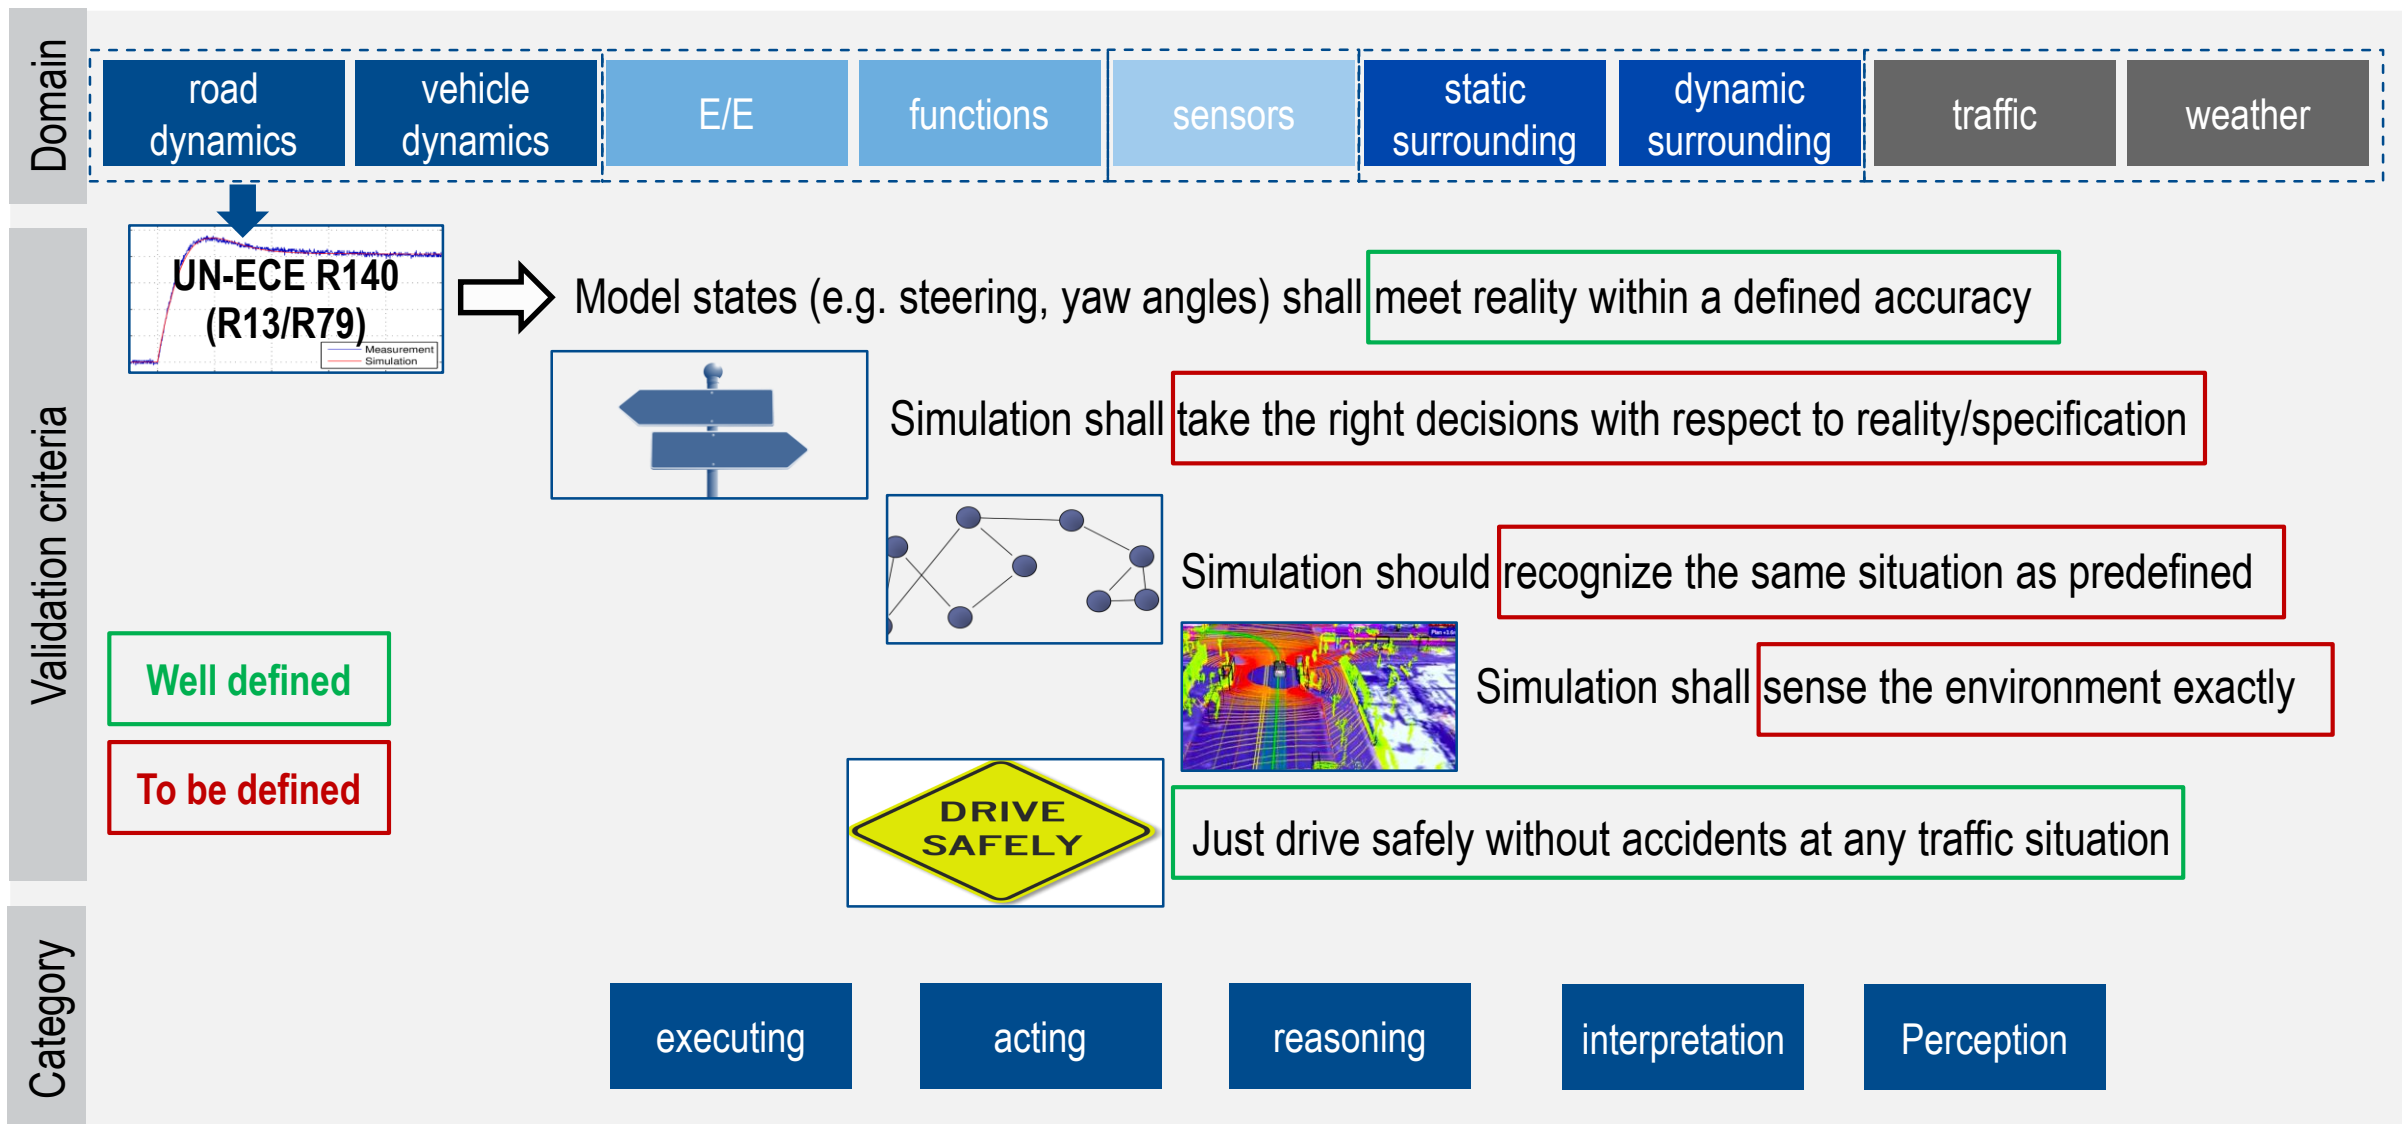 Domain
road
dynamics
vehicle
dynamics
E/E
functions
sensors
static
surrounding
dynamic
surrounding
traffic
weather
Validation criteria
UN-ECE R140
(R13/R79)
Measurement
Simulation
Model states (e.g. steering, yaw angles) shall meet reality within a defined accuracy
Simulation shall take the right decisions with respect to reality/specification
Simulation should recognize the same situation as predefined
Simulation shall sense the environment exactly
Well defined
To be defined
DRIVE
SAFELY
Just drive safely without accidents at any traffic situation
Category
executing
acting
reasoning
interpretation
Perception